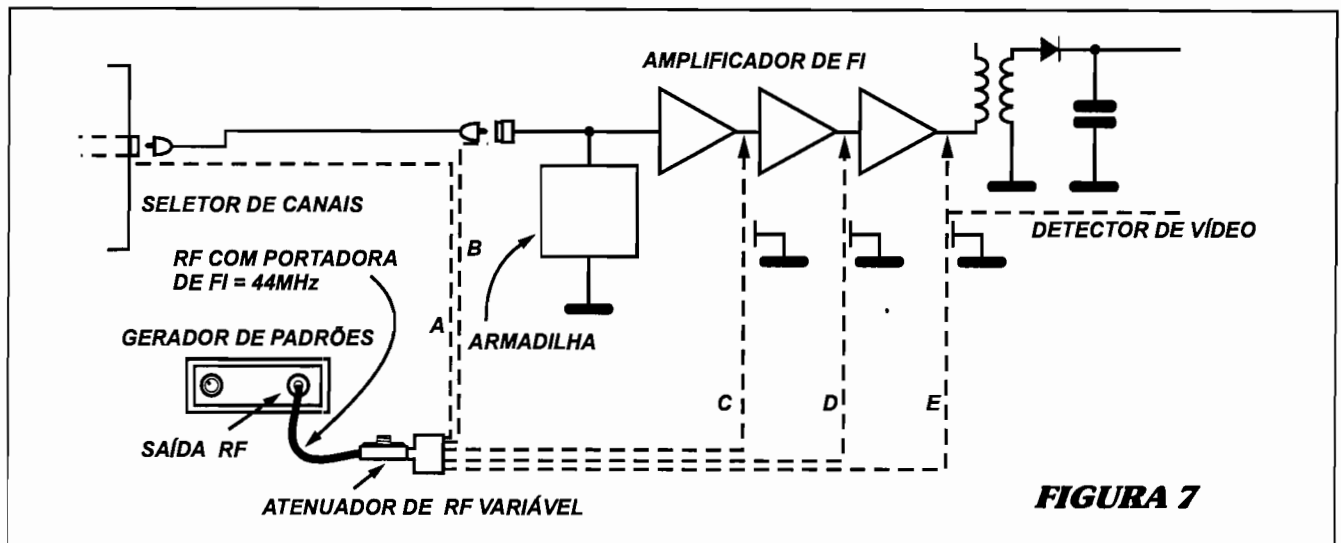 AMPLIFICADOR DE FI
SELETOR DE CANAIS
DETECTOR DE VÍDEO
B
RF COM PORTADORA
DE FI = 44MHz
A
ARMADILHA
GERADOR DE PADRÕES
C
D
E
SAÍDA RF
ATENUADOR DE RF VARIÁVEL
FIGURA 7